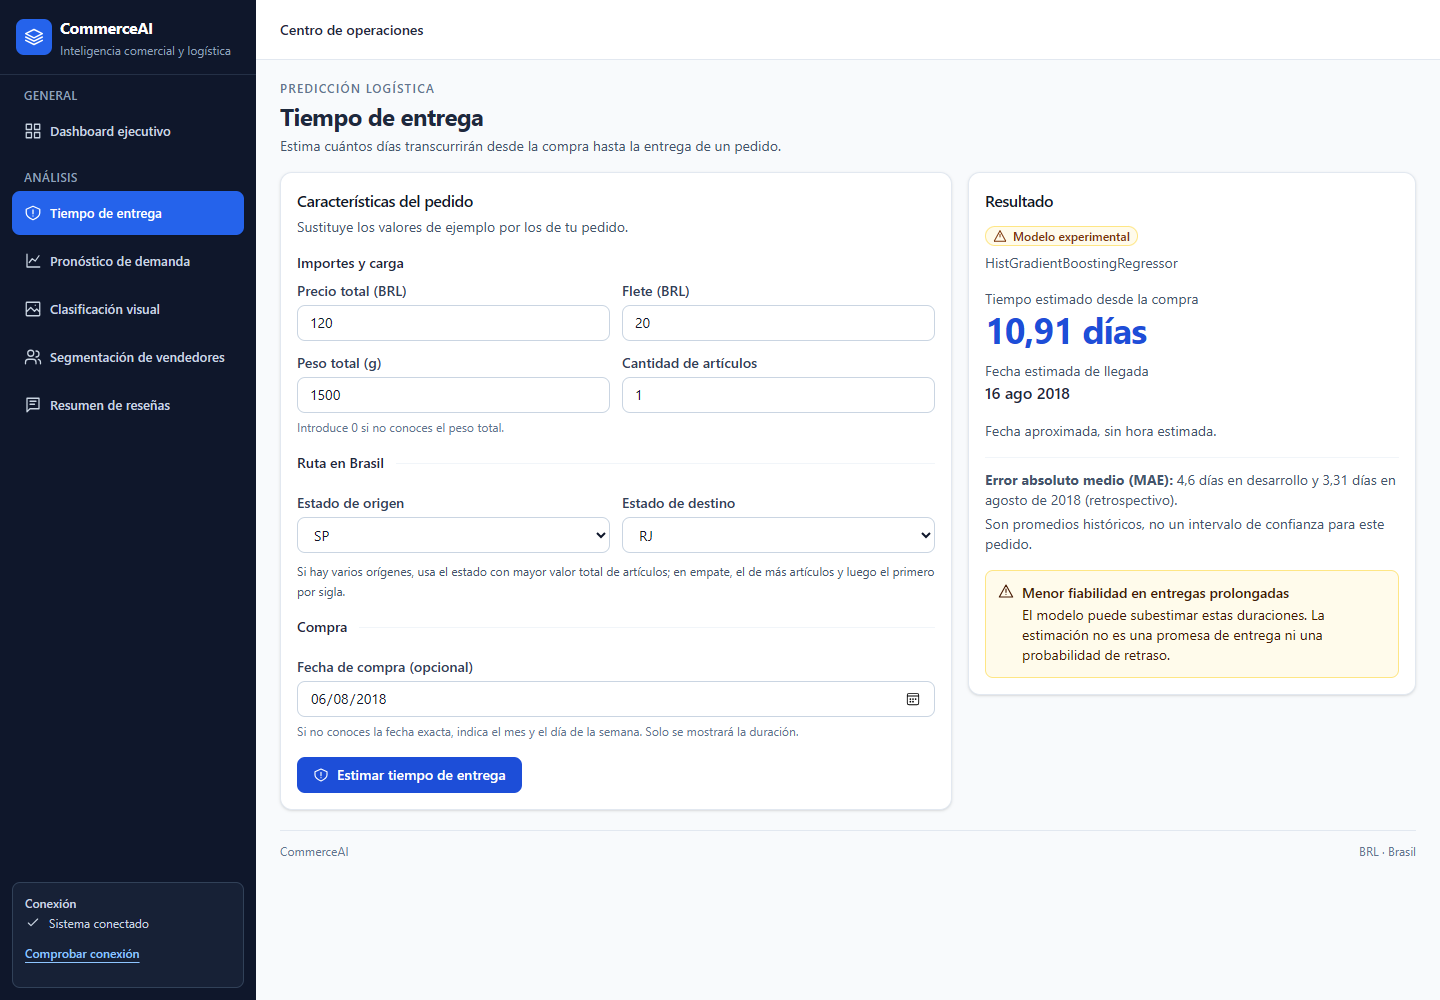 CommerceAI
Inteligencia comercial y logística
GENERAL
Dashboard ejecutivo
ANÁLISIS
Tiempo de entrega
Pronóstico de demanda
Clasificación visual
Segmentación de vendedores
Resumen de reseñas
Conexión
Sistema conectado
Comprobar conexión
Centro de operaciones
PREDICCIÓN LOGÍSTICA
Tiempo de entrega
Estima cuántos días transcurrirán desde la compra hasta la entrega de un pedido.
Características del pedido
Sustituye los valores de ejemplo por los de tu pedido.
Importes y carga
Precio total (BRL)
Flete (BRL)
120
20
Peso total (g)
Cantidad de artículos
1500
1
Introduce 0 si no conoces el peso total.
Ruta en Brasil
Estado de origen
Estado de destino
SP
RJ
Si hay varios orígenes, usa el estado con mayor valor total de artículos; en empate, el de más artículos y luego el primero
por sigla.
Compra
Fecha de compra (opcional)
06/08/2018
Si no conoces la fecha exacta, indica el mes y el día de la semana. Solo se mostrará la duración.
Estimar tiempo de entrega
Resultado
Modelo experimental
HistGradientBoostingRegressor
Tiempo estimado desde la compra
10,91 días
Fecha estimada de llegada
16 ago 2018
Fecha aproximada, sin hora estimada.
Error absoluto medio (MAE): 4,6 días en desarrollo y 3,31 días en
agosto de 2018 (retrospectivo).
Son promedios históricos, no un intervalo de confianza para este
pedido.
Menor fiabilidad en entregas prolongadas
El modelo puede subestimar estas duraciones. La
estimación no es una promesa de entrega ni una
probabilidad de retraso.
CommerceAI
BRL · Brasil